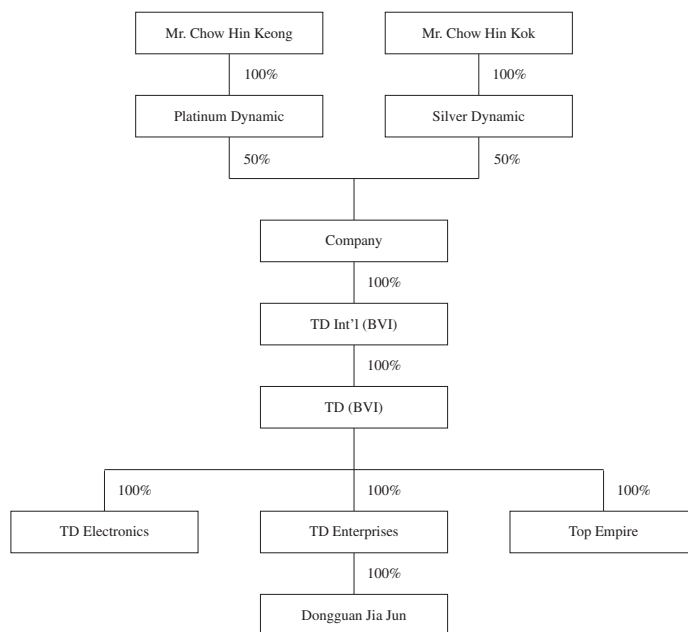 Mr. Chow Hin Keong
Mr. Chow Hin Kok
100%
100%
Platinum Dynamic
Silver Dynamic
50%
50%
Company
100%
TD Int'l (BVI)
100%
TD (BVI)
100%
100%
100%
TD Electronics
TD Enterprises
Top Empire
100%
Dongguan Jia Jun